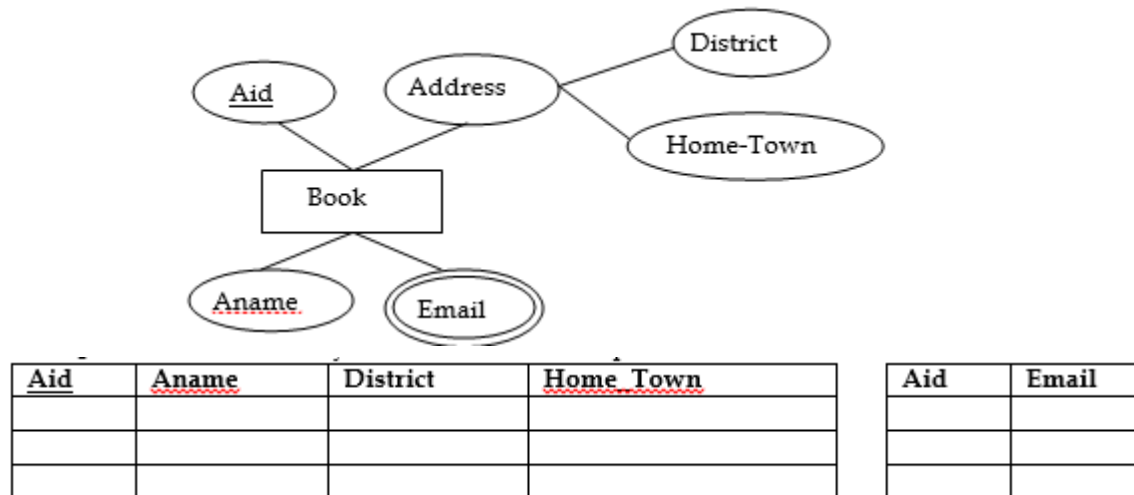 District
Aid
Address
Home-Town
Book
Aname
Email
Aid Aname District Home_Town Aid Email